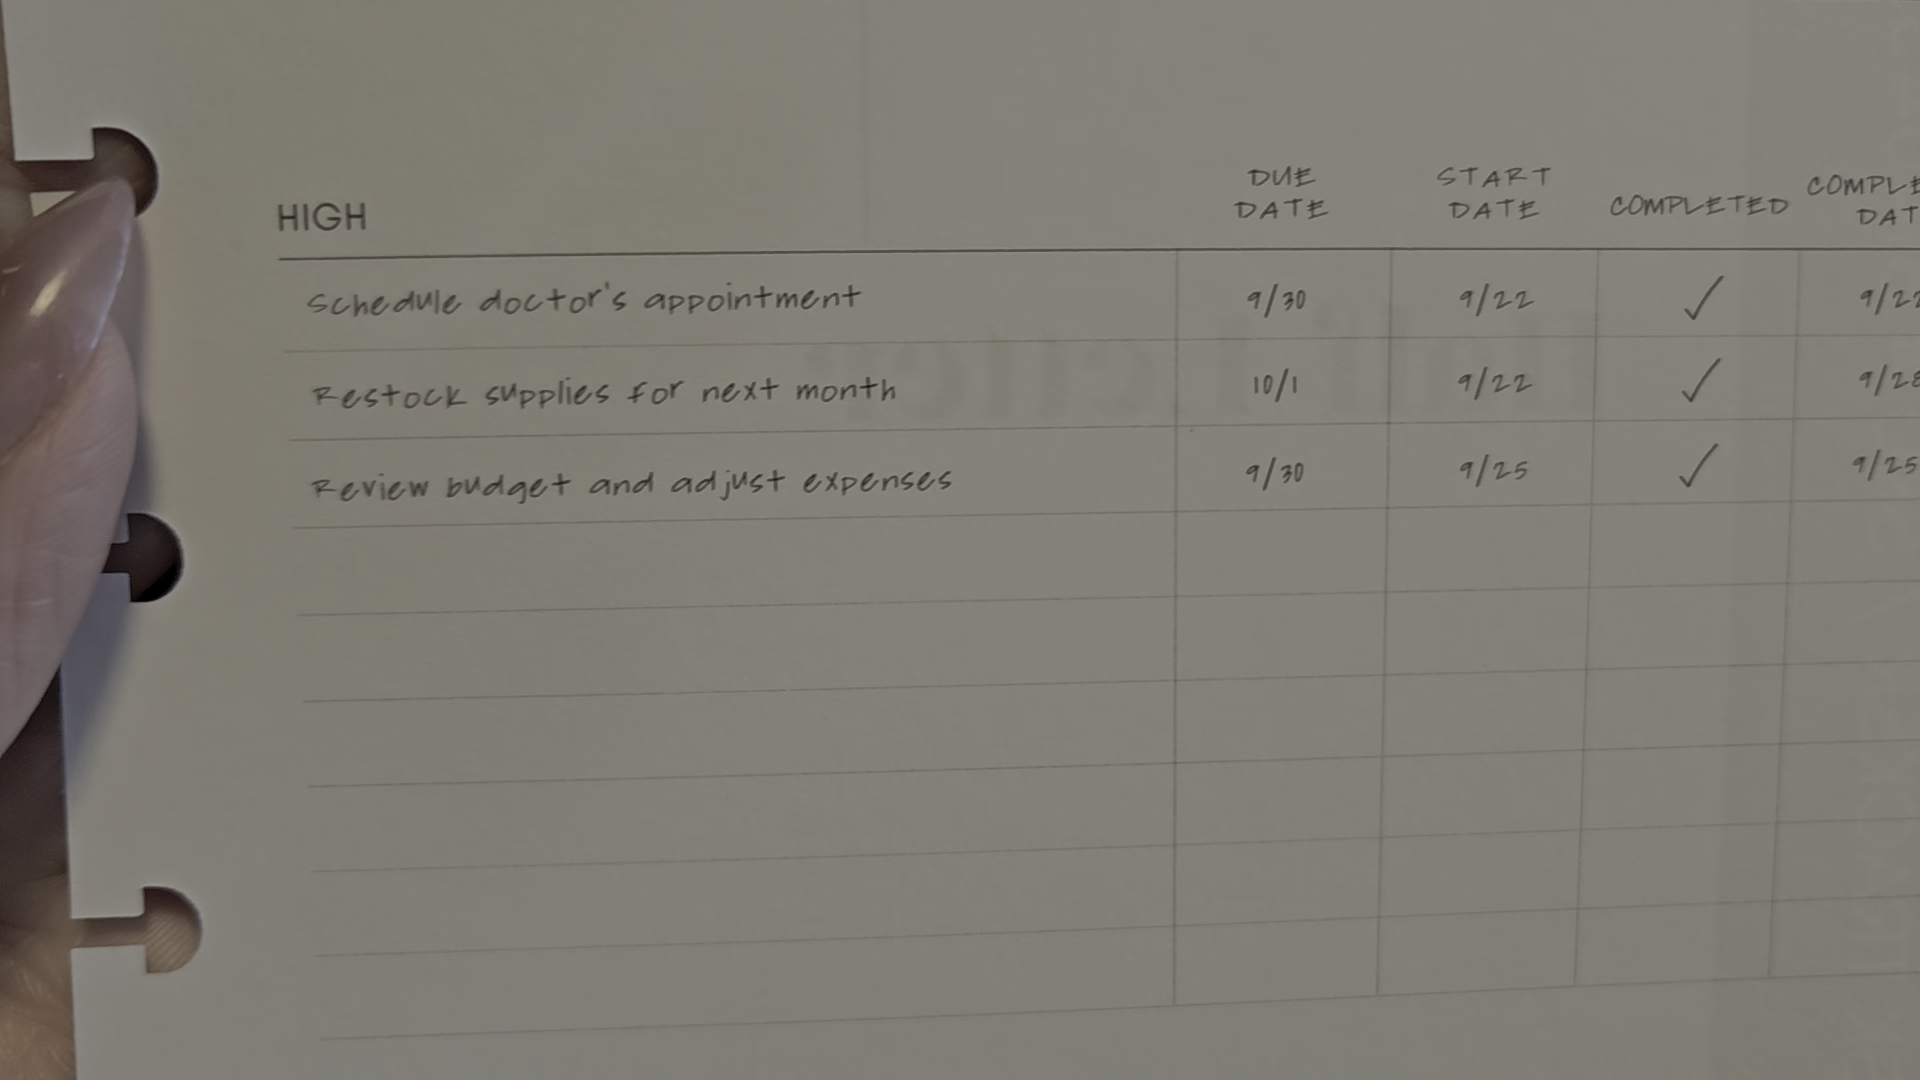 HIGH DUE DATE START DATE COMPLETED
Schedule doctor's appointment 9/30 9/22 ✓
Restock supplies for next month 10/1 9/22 ✓
Review budget and adjust expenses 9/30 9/25 ✓ 9/25